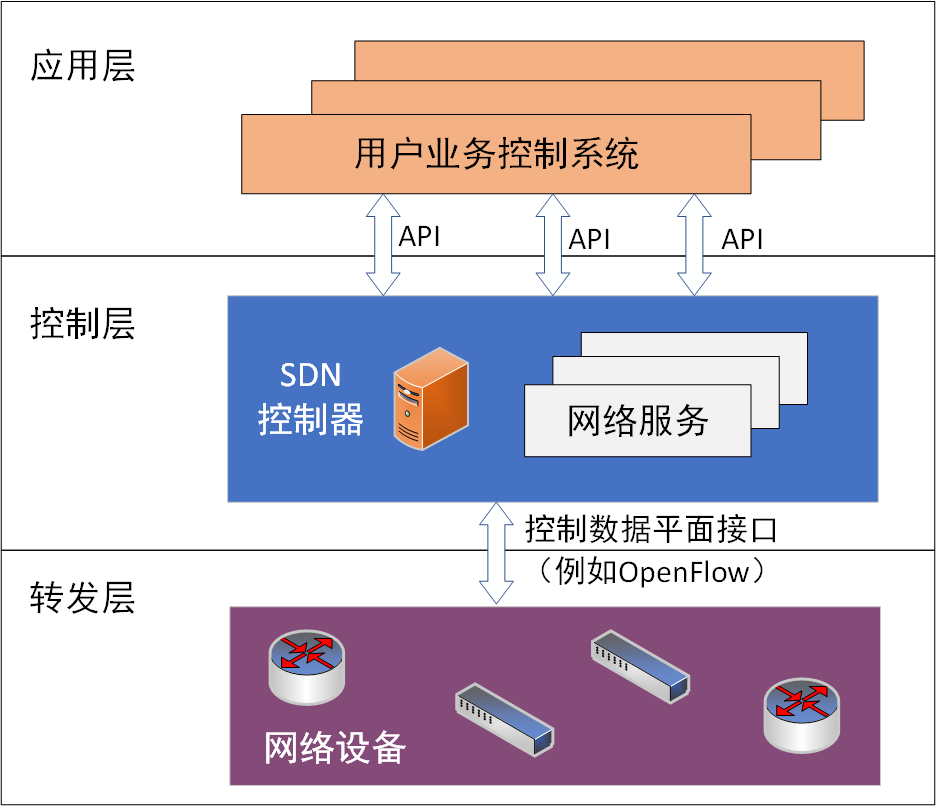 应用层
用户业务控制系统
API
API
API
控制层
SDN
控制器
网络服务
控制数据平面接口
（例如OpenFlow）
转发层
网络设备